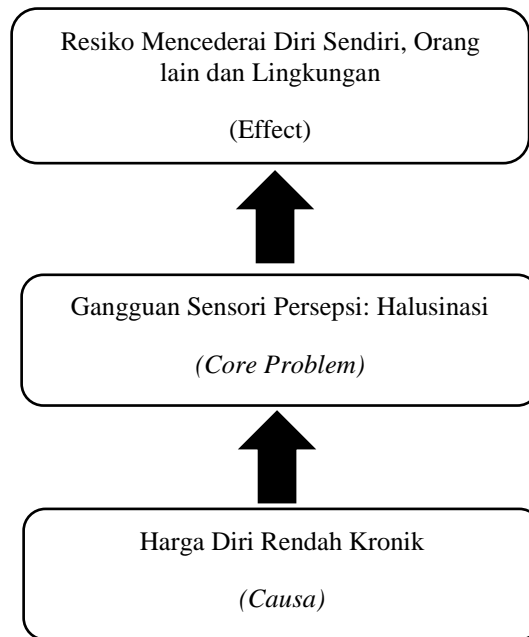 Resiko Mencederai Diri Sendiri, Orang
lain dan Lingkungan
(Effect)
Gangguan Sensori Persepsi: Halusinasi
(Core Problem)
Harga Diri Rendah Kronik
(Causa)